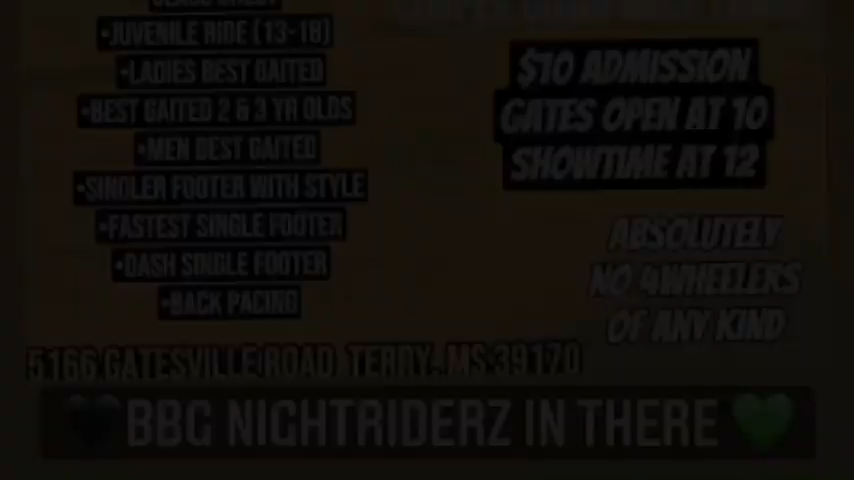 •JUVENILE RIDE (13-18)
•LADIES BEST GAITED
•BEST GAITED 2 & 3 YR OLDS
•MEN BEST GAITED
•SINGLER FOOTER WITH STYLE
•FASTEST SINGLE FOOTER
•DASH SINGLE FOOTER
•BACK PACING
$10 ADMISSION
GATES OPEN AT 10
SHOWTIME AT 12
ABSOLUTELY
NO 4WHEELERS
OF ANY KIND
5166 GATESVILLE ROAD TERRY, MS 39170
BBG NIGHTRIDERZ IN THERE